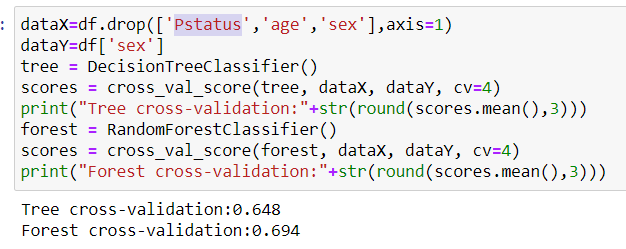 : dataX=df.drop(['Pstatus','age','sex'],axis=1)
dataY=df['sex']
tree = DecisionTreeClassifier()
scores = cross_val_score(tree, dataX, dataY, cv=4)
print("Tree cross-validation:"+str(round(scores.mean(),3)))
forest = RandomForestClassifier()
scores = cross_val_score(forest, dataX, dataY, cv=4)
print("Forest cross-validation:"+str(round(scores.mean(),3)))
Tree cross-validation:0.648
Forest cross-validation:0.694